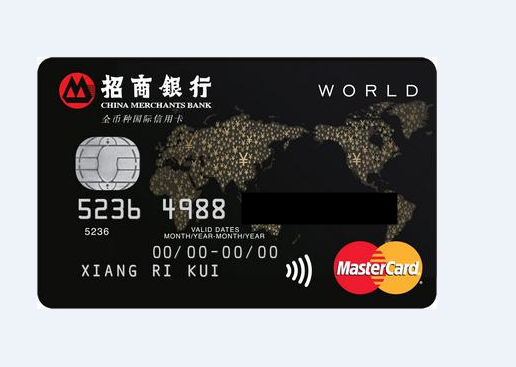 招商銀行
CHINA MERCHANTS BANK
全币种国际信用卡
WORLD
5236 4988
5236
VALID DATES
MONTH/YEAR-MONTH/YEAR
00/00-00/00
XIANG RI KUI
MasterCard